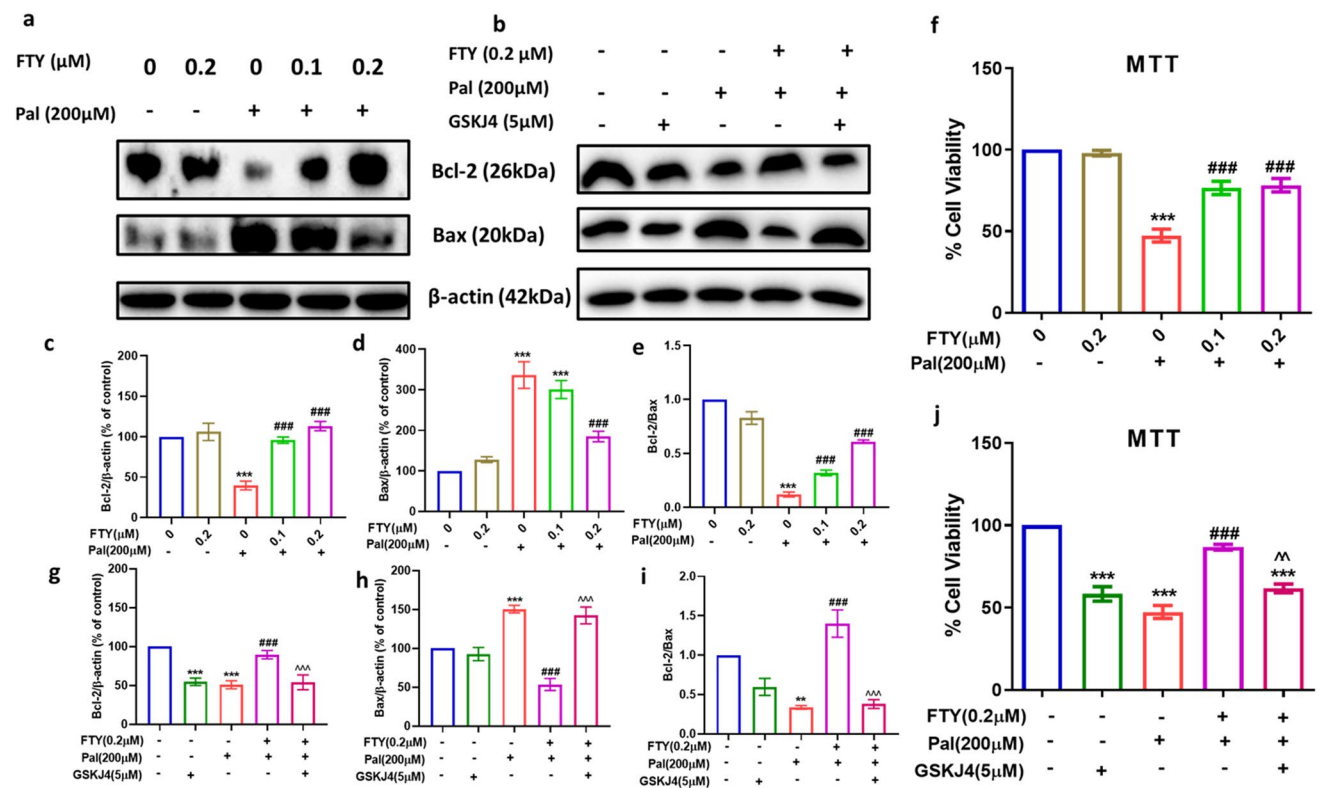 a
FTY (µM) 0 0.2 0 0.1 0.2
Pal (200µM) - - + + +
b
FTY (0.2 µM) - - - + +
Pal (200µM) - - + + +
GSKJ4 (5µM) - + - - +
Bcl-2 (26kDa)
Bax (20kDa)
β-actin (42kDa)
f
MTT
% Cell Viability
150
100
50
0
***
###
###
FTY(µM) 0 0.2 0 0.1 0.2
Pal(200µM) - - + + +
c
Bcl-2/β-actin (% of control)
200
150
100
50
0
***
###
###
FTY(µM) 0 0.2 0 0.1 0.2
Pal(200µM) - - + + +
d
Bax/β-actin (% of control)
400
300
200
100
0
***
***
###
FTY(µM) 0 0.2 0 0.1 0.2
Pal(200µM) - - + + +
e
Bcl-2/Bax
1.5
1.0
0.5
0.0
***
###
###
FTY(µM) 0 0.2 0 0.1 0.2
Pal(200µM) - - + + +
g
Bcl-2/β-actin (% of control)
200
150
100
50
0
***
***
###
^^^
FTY(0.2µM) - - - + +
Pal(200µM) - - + + +
GSKJ4(5µM) - + - - +
h
Bax/β-actin (% of control)
200
150
100
50
0
***
###
^^^
FTY(0.2µM) - - - + +
Pal(200µM) - - + + +
GSKJ4(5µM) - + - - +
i
Bcl-2/Bax
2.0
1.5
1.0
0.5
0.0
**
###
^^^
FTY(0.2µM) - - - + +
Pal(200µM) - - + + +
GSKJ4(5µM) - + - - +
j
MTT
% Cell Viability
150
100
50
0
***
***
###
^^
***
FTY(0.2µM) - - - + +
Pal(200µM) - - + + +
GSKJ4(5µM) - + - - +